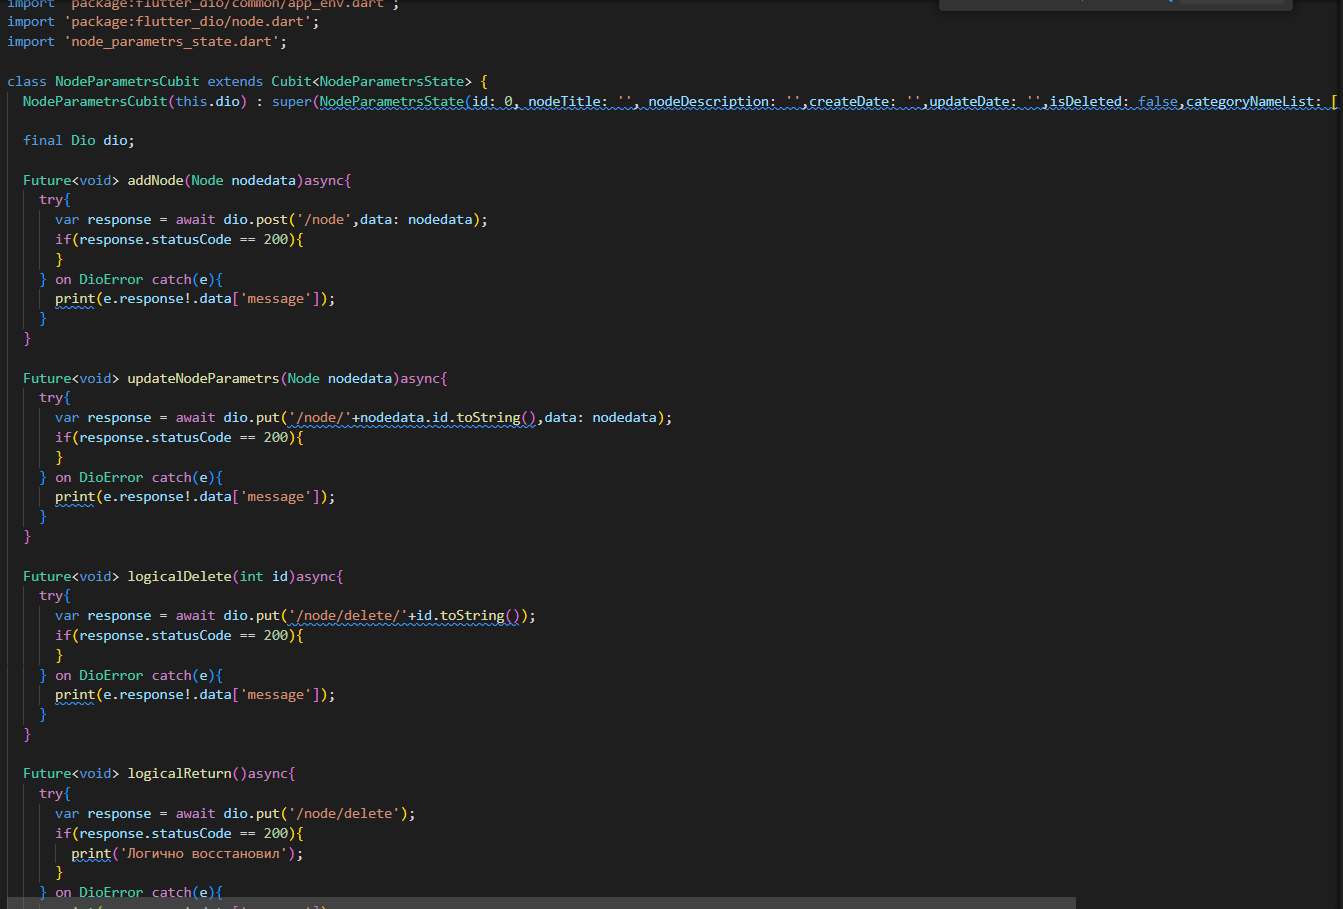 import 'package:flutter_dio/common/app_env.dart';
import 'package:flutter_dio/node.dart';
import 'node_parametrs_state.dart';
class NodeParametrsCubit extends Cubit<NodeParametrsState> {
NodeParametrsCubit(this.dio) : super(NodeParametrsState(id: 0, nodeTitle: '', nodeDescription: '',createDate: '',updateDate: '',isDeleted: false,categoryNameList: [
final Dio dio;
Future<void> addNode(Node nodedata)async{
try{
var response = await dio.post('/node',data: nodedata);
if(response.statusCode == 200){
}
} on DioError catch(e){
print(e.response!.data['message']);
}
}
Future<void> updateNodeParametrs(Node nodedata)async{
try{
var response = await dio.put('/node/'+nodedata.id.toString(),data: nodedata);
if(response.statusCode == 200){
}
} on DioError catch(e){
print(e.response!.data['message']);
}
}
Future<void> logicalDelete(int id)async{
try{
var response = await dio.put('/node/delete/'+id.toString());
if(response.statusCode == 200){
}
} on DioError catch(e){
print(e.response!.data['message']);
}
}
Future<void> logicalReturn()async{
try{
var response = await dio.put('/node/delete');
if(response.statusCode == 200){
print('Логично восстановил');
}
} on DioError catch(e){